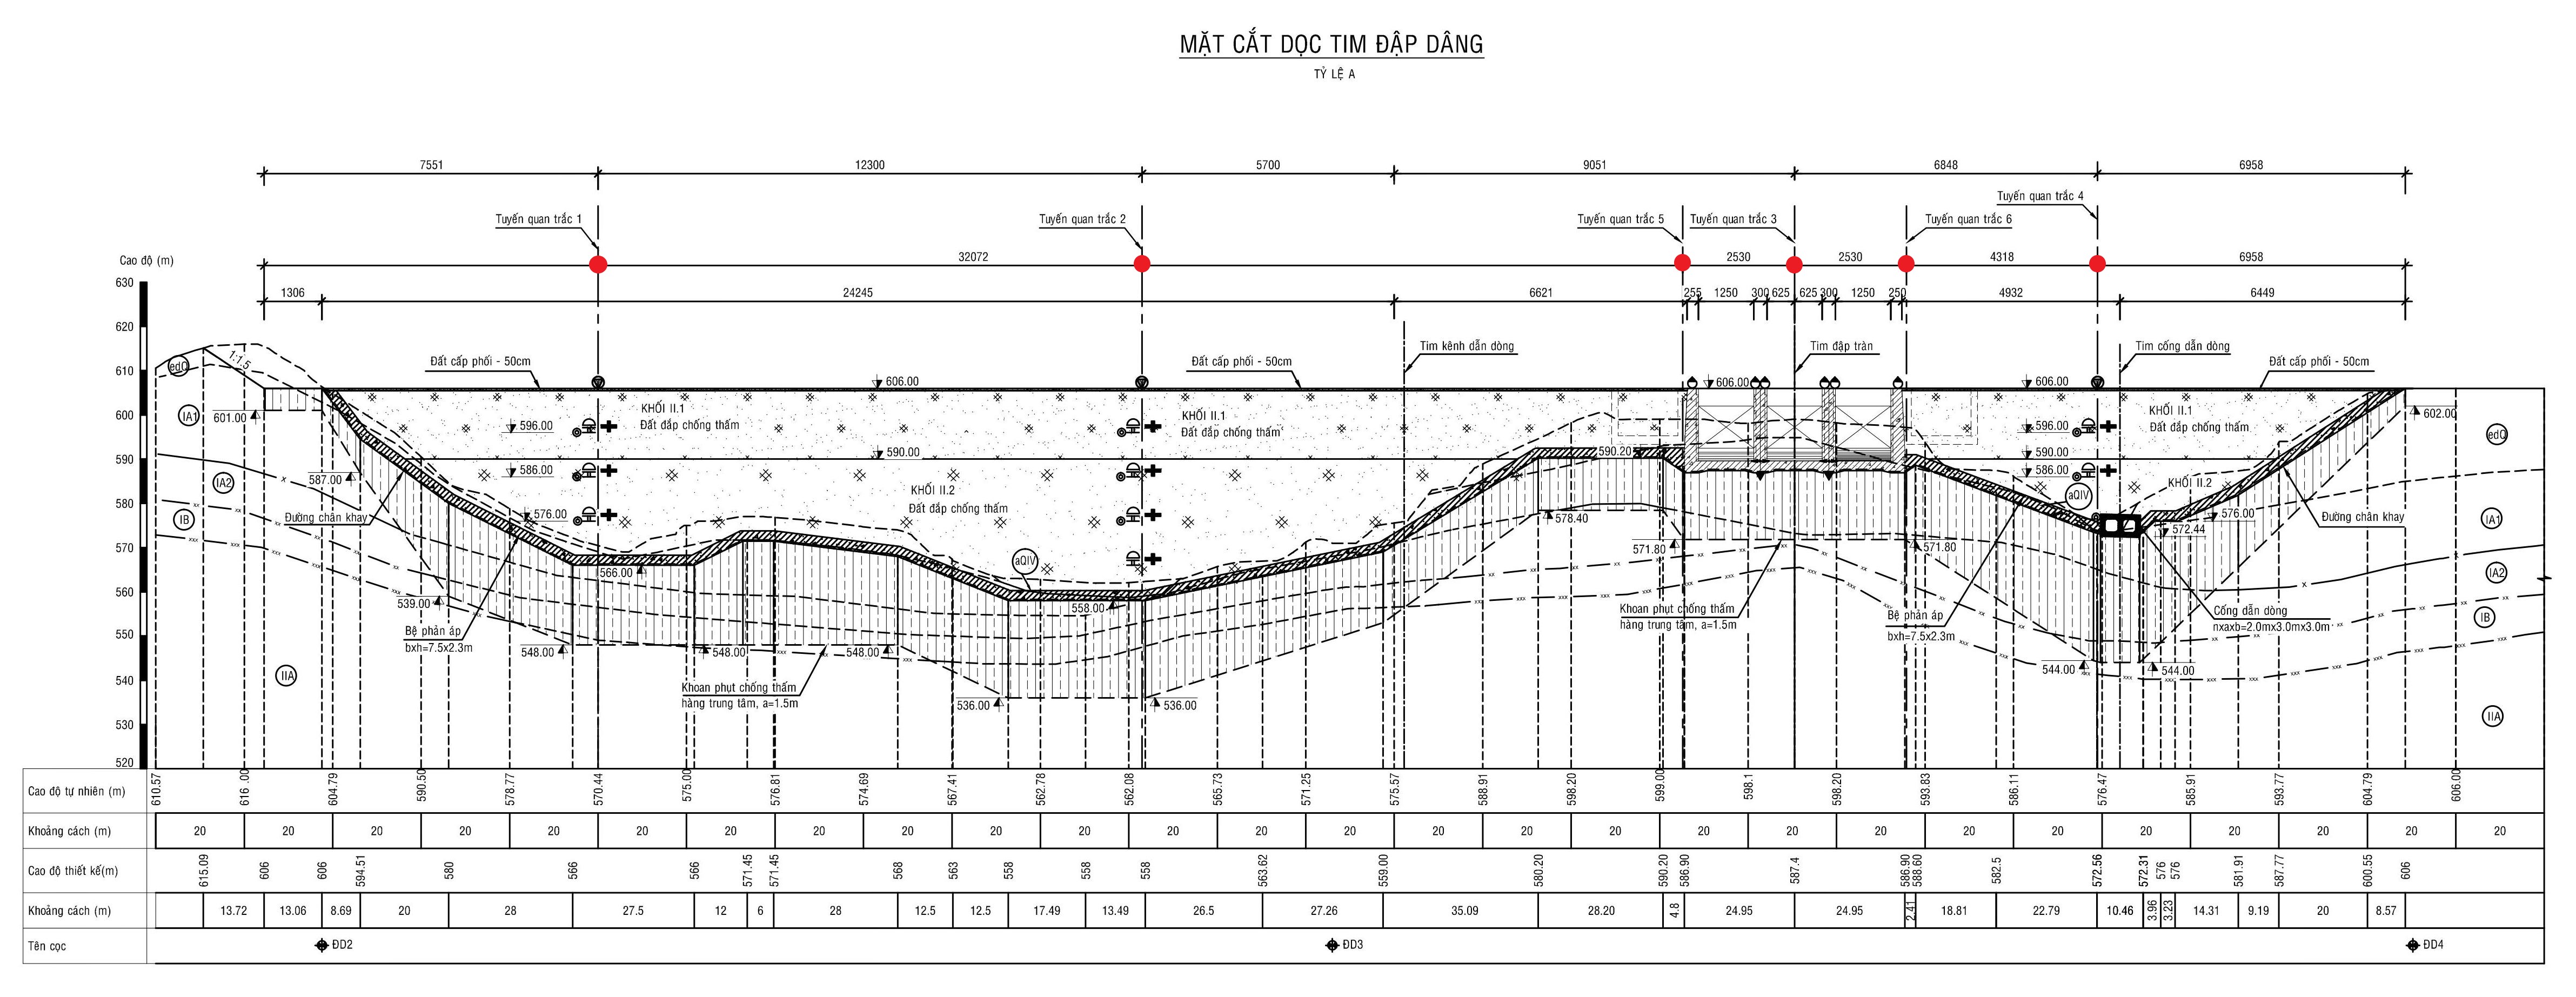 MẶT CẮT DỌC TIM ĐẬP DÂNG
TỶ LỆ A
7551 12300 5700 9051 6848 6958
Tuyến quan trắc 1
Tuyến quan trắc 2
Tuyến quan trắc 5
Tuyến quan trắc 3
Tuyến quan trắc 4
Tuyến quan trắc 6
Cao độ (m)
32072 2530 2530 4318 6958
1306 24245 6621 255 1250 300 625 625 300 1250 250 4932 6449
630
620
610
600
590
580
570
560
550
540
530
520
1:1.5
Đất cấp phối - 50cm
Đất cấp phối - 50cm
Tim kênh dẫn dòng
Tim đập tràn
Tim cống dẫn dòng
Đất cấp phối - 50cm
edQ
606.00
606.00
606.00
IA1
601.00
KHỐI II.1
Đất đắp chống thấm
KHỐI II.1
Đất đắp chống thấm
KHỐI II.1
Đất đắp chống thấm
602.00
596.00
596.00
edQ
590.00
590.20
590.00
587.00
586.00
586.00
IA2
KHỐI II.2
Đất đắp chống thấm
KHỐI II.2
aQIV
IB
Đường chân khay
576.00
578.40
576.00
572.44
Đường chân khay
IA1
571.80
571.80
566.00
aQIV
IA2
539.00
558.00
Khoan phụt chống thấm
hàng trung tâm, a=1.5m
Bệ phản áp
bxh=7.5x2.3m
Cống dẫn dòng
nxaxb=2.0mx3.0mx3.0m
IB
Bệ phản áp
bxh=7.5x2.3m
548.00
548.00
548.00
544.00
544.00
IIA
Khoan phụt chống thấm
hàng trung tâm, a=1.5m
536.00
536.00
IIA
Cao độ tự nhiên (m) 610.57 616.00 604.79 590.50 578.77 570.44 575.00 576.81 574.69 567.41 562.78 562.08 565.73 571.25 575.57 588.91 598.20 599.00 598.1 598.20 593.83 586.11 576.47 585.91 593.77 604.79 606.00
Khoảng cách (m) 20 20 20 20 20 20 20 20 20 20 20 20 20 20 20 20 20 20 20 20 20 20 20 20 20 20 20
Cao độ thiết kế(m) 615.09 606 606 594.51 580 566 566 571.45 571.45 568 563 558 558 558 563.62 559.00 580.20 590.20 586.90 587.4 586.90 588.60 582.5 572.56 572.31 576 576 581.91 587.77 600.55 606
Khoảng cách (m) 13.72 13.06 8.69 20 28 27.5 12 6 28 12.5 12.5 17.49 13.49 26.5 27.26 35.09 28.20 4.8 24.95 24.95 2.41 18.81 22.79 10.46 3.96 3.23 14.31 9.19 20 8.57
Tên cọc ĐD2 ĐD3 ĐD4